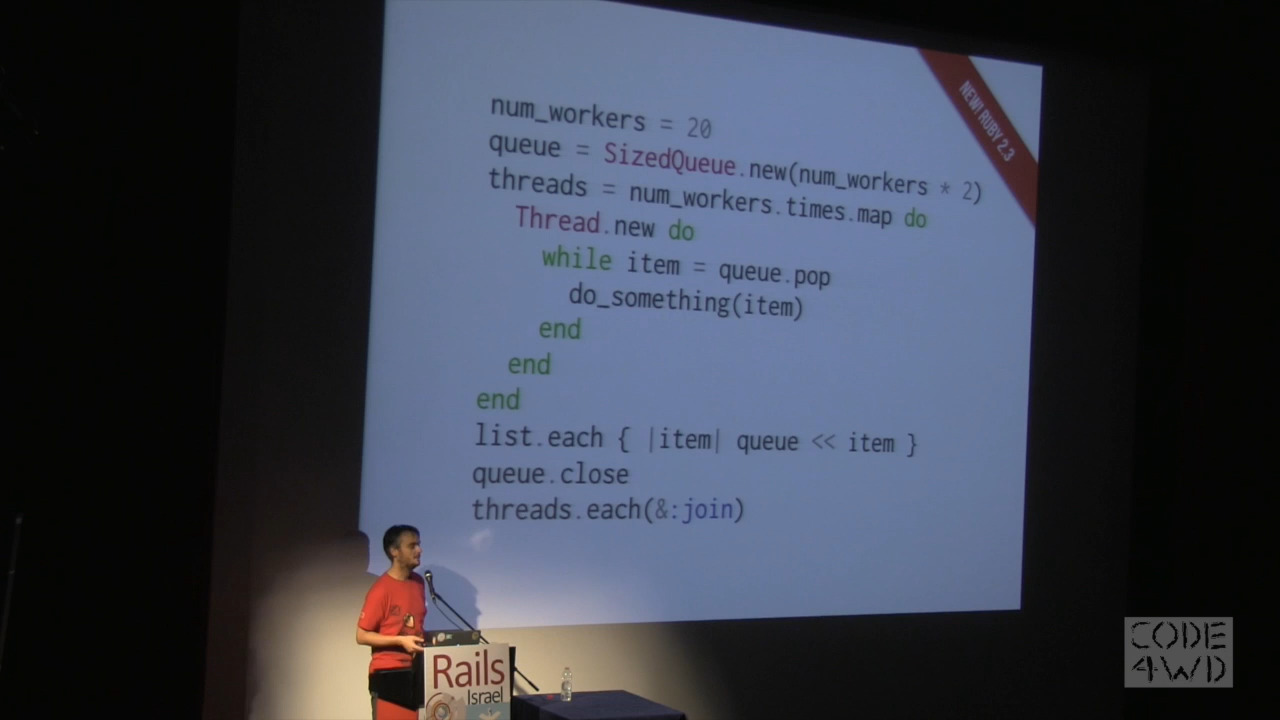 NEW! RUBY 2.3
num_workers = 20
queue = SizedQueue.new(num_workers * 2)
threads = num_workers.times.map do
  Thread.new do
    while item = queue.pop
      do_something(item)
    end
  end
end
list.each { |item| queue << item }
queue.close
threads.each(&:join)
Rails
Israel
CODE
4WD